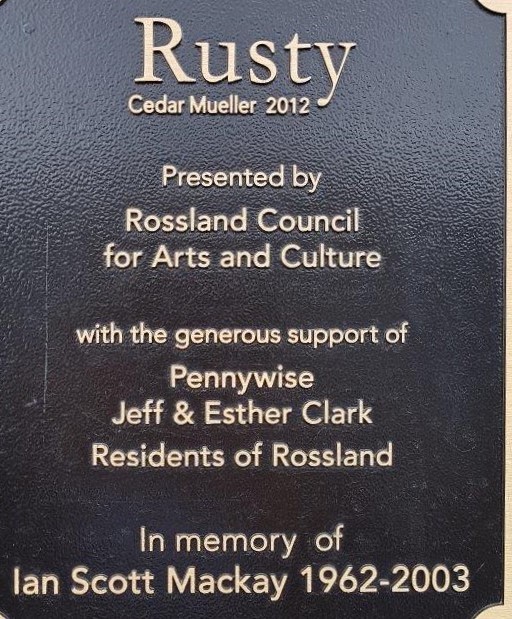 Rusty
Cedar Mueller 2012
Presented by
Rossland Council
for Arts and Culture
with the generous support of
Pennywise
Jeff & Esther Clark
Residents of Rossland
In memory of
Ian Scott Mackay 1962-2003